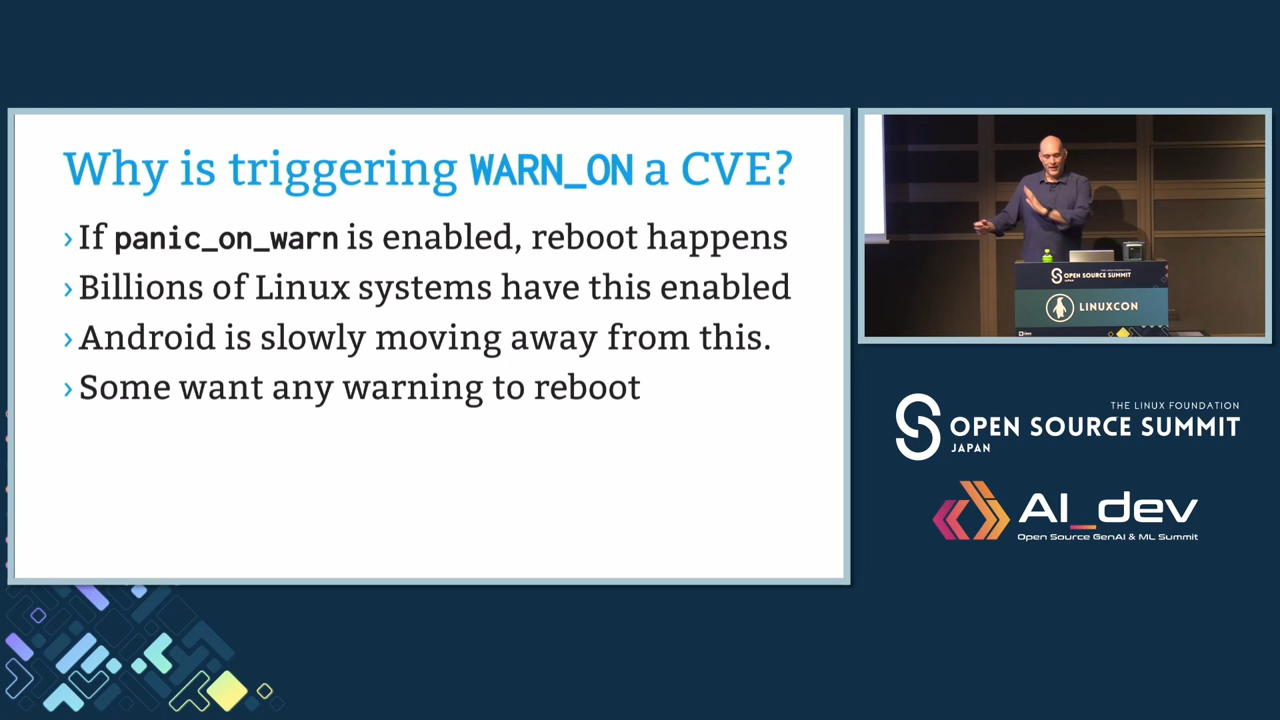 Why is triggering WARN_ON a CVE?
› If panic_on_warn is enabled, reboot happens
› Billions of Linux systems have this enabled
› Android is slowly moving away from this.
› Some want any warning to reboot
OPEN SOURCE SUMMIT
JAPAN
LINUXCON
THE LINUX FOUNDATION
OPEN SOURCE SUMMIT
JAPAN
AI_dev
Open Source GenAI & ML Summit